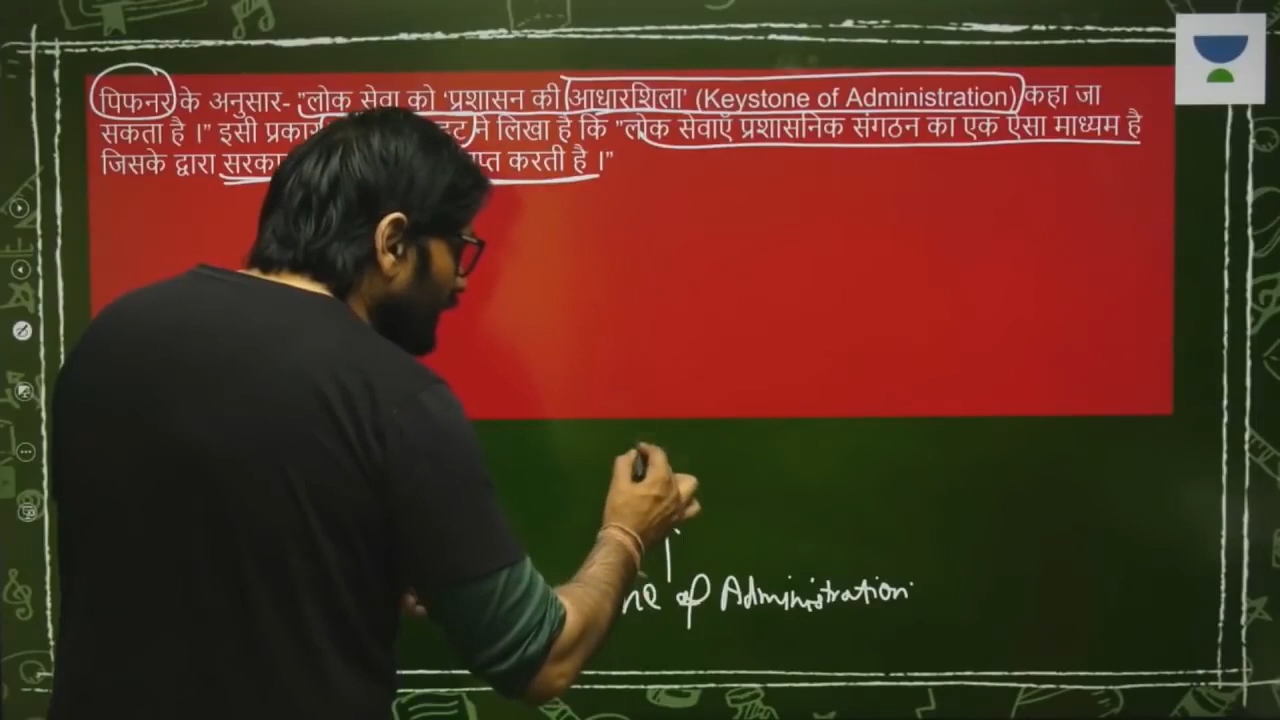 पिफनर के अनुसार- "लोक सेवा को 'प्रशासन की आधारशिला' (Keystone of Administration) कहा जा
सकता है ।" इसी प्रकार ने लिखा है कि "लोक सेवाएँ प्रशासनिक संगठन का एक ऐसा माध्यम है
जिसके द्वारा करती है ।"
of Administration